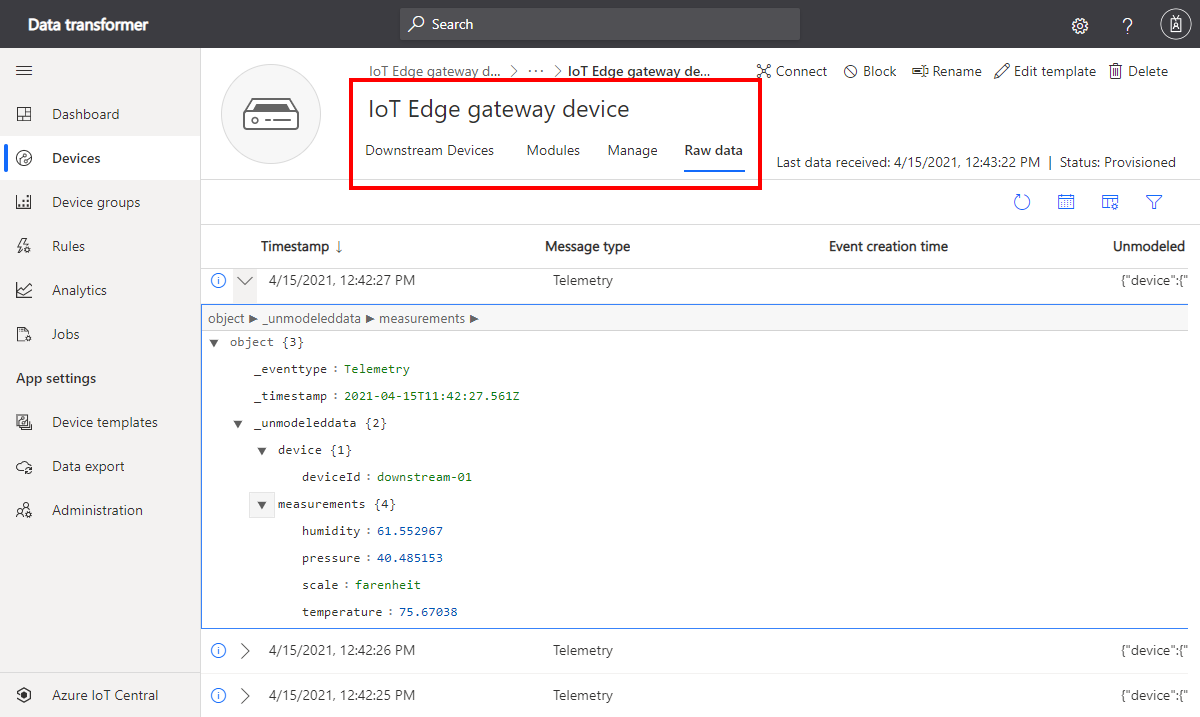 Data transformer
Search
?
Dashboard
Devices
Device groups
Rules
Analytics
Jobs
App settings
Device templates
Data export
Administration
Azure IoT Central
IoT Edge gateway d... > ··· > IoT Edge gateway de...
Connect Block Rename Edit template Delete
IoT Edge gateway device
Downstream Devices Modules Manage Raw data
Last data received: 4/15/2021, 12:43:22 PM | Status: Provisioned
Timestamp ↓ Message type Event creation time Unmodeled
4/15/2021, 12:42:27 PM Telemetry {"device":{"
object ▶ _unmodeleddata ▶ measurements ▶
▼ object {3}
_eventtype : Telemetry
_timestamp : 2021-04-15T11:42:27.561Z
▼ _unmodeleddata {2}
▼ device {1}
deviceId : downstream-01
▼ measurements {4}
humidity : 61.552967
pressure : 40.485153
scale : farenheit
temperature : 75.67038
4/15/2021, 12:42:26 PM Telemetry {"device":{"
4/15/2021, 12:42:25 PM Telemetry {"device":{"